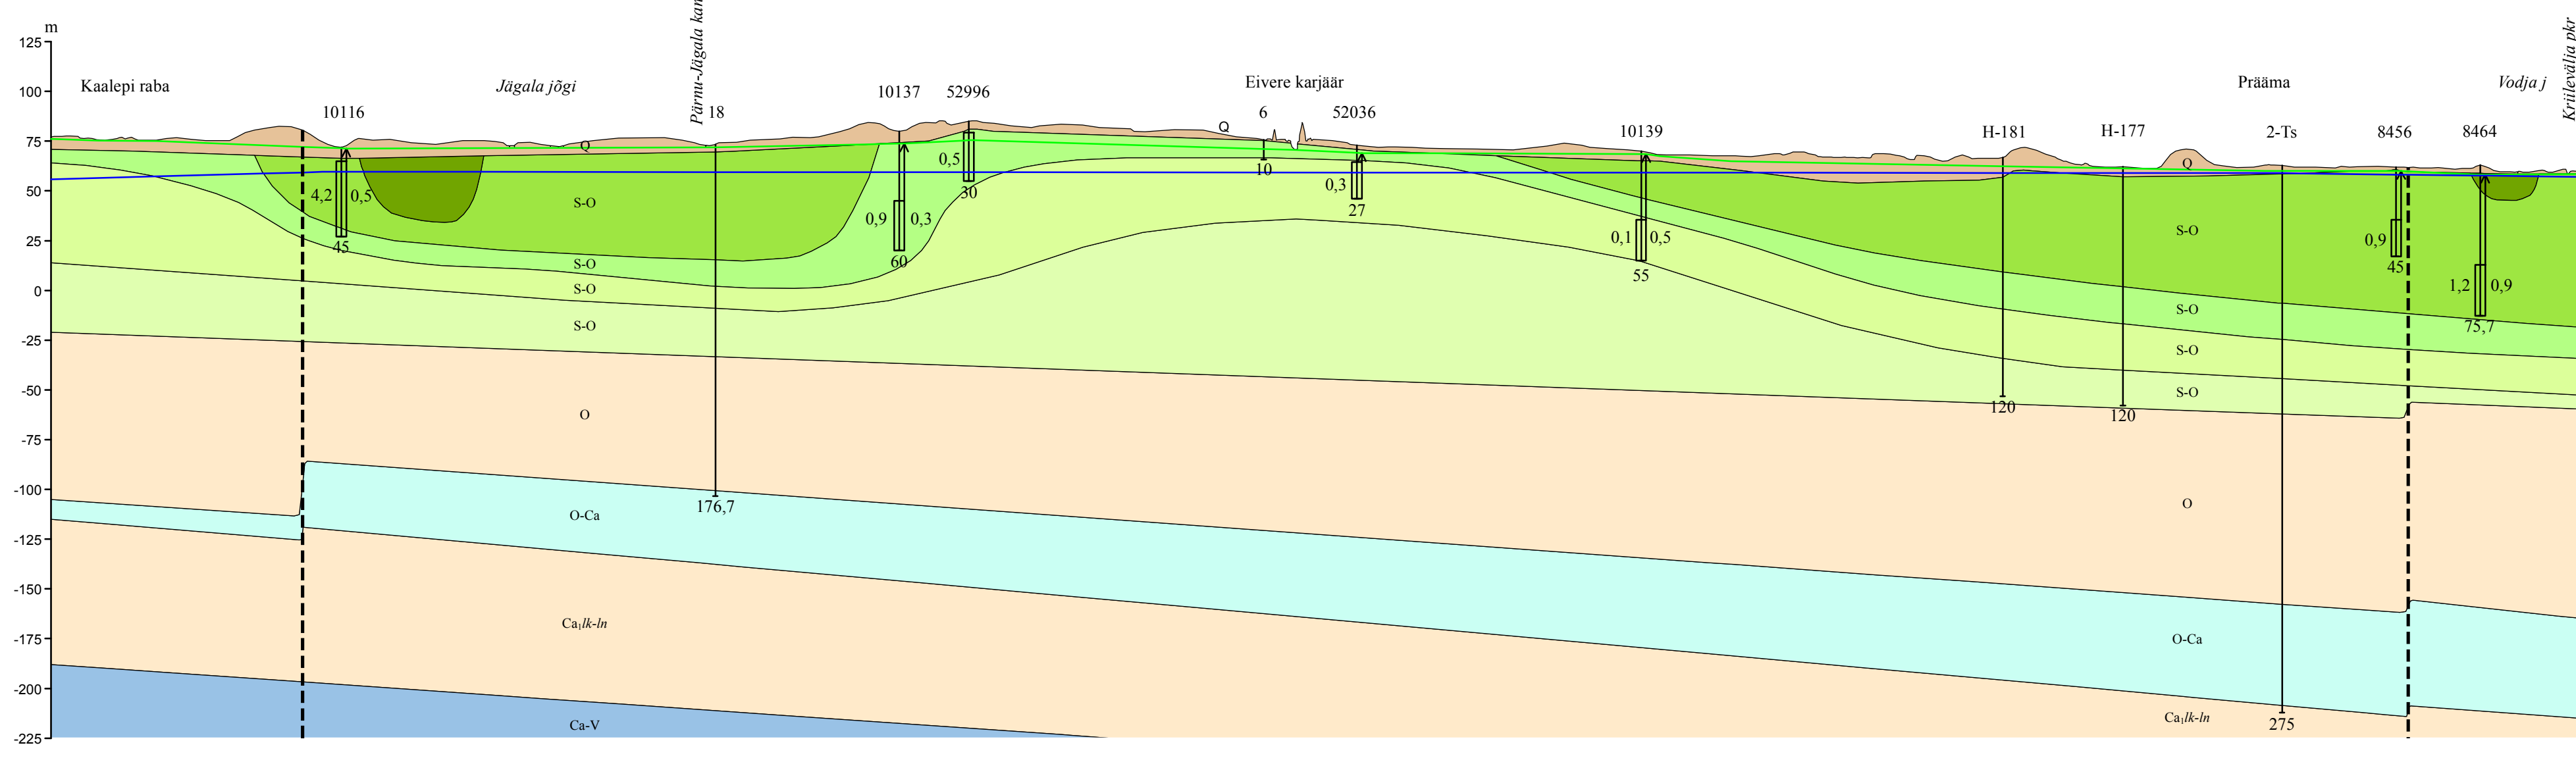 m
125
100
75
50
25
0
-25
-50
-75
-100
-125
-150
-175
-200
-225
Kaalepi raba
Jägala jõgi
Eivere karjäär
Prääma
Vodja j
Kriilevälja pkr
10116
18
10137
52996
6
52036
10139
H-181
H-177
2-Ts
8456
8464
Q
Q
Q
4,2
0,5
45
0,9
0,3
60
0,5
30
10
0,3
27
0,1
0,5
55
120
120
0,9
45
1,2
0,9
75,7
176,7
275
S-O
S-O
S-O
S-O
O
O-Ca
Ca₁lk-ln
Ca-V
S-O
S-O
S-O
S-O
O
O-Ca
Ca₁lk-ln
Pärnu-Jägala